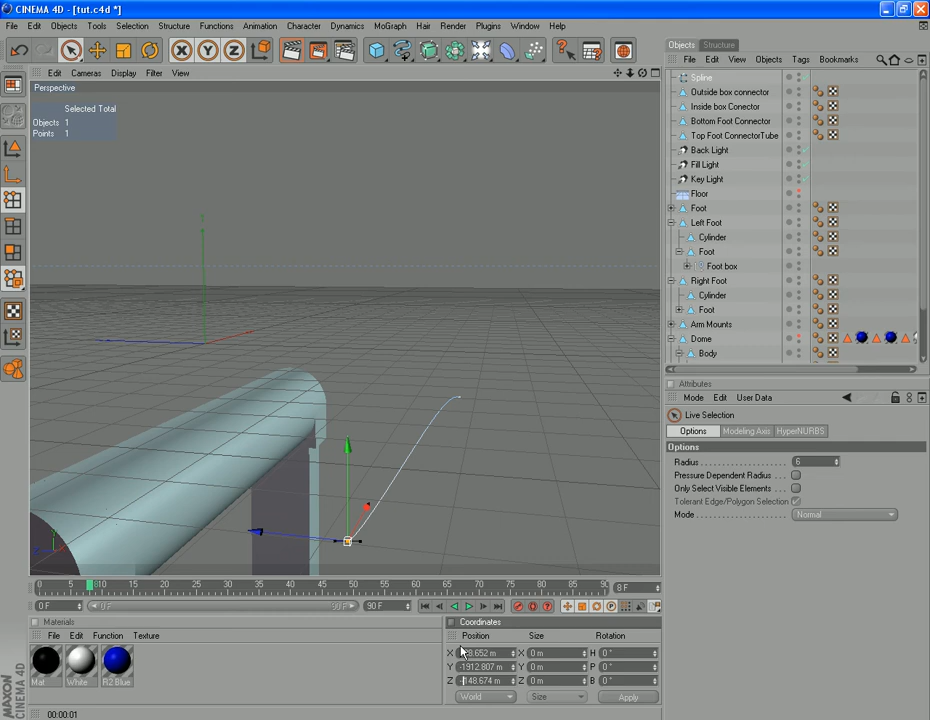 CINEMA 4D - [tut.c4d *]
File Edit Objects Tools Selection Structure Functions Animation Character Dynamics MoGraph Hair Render Plugins Window Help
Objects Structure
Edit Cameras Display Filter View
File Edit View Objects Tags Bookmarks
Perspective
Selected Total
Objects 1
Points 1
Spline
Outside box connector
Inside box Conector
Bottom Foot Connector
Top Foot ConnectorTube
Back Light
Fill Light
Key Light
Floor
Foot
Left Foot
Cylinder
Foot
Foot box
Right Foot
Cylinder
Foot
Arm Mounts
Dome
Body
Attributes
Mode Edit User Data
Live Selection
Options Modeling Axis HyperNURBS
Options
Radius 6
Pressure Dependent Radius
Only Select Visible Elements
Tolerant Edge/Polygon Selection
Mode Normal
0 5 10 15 20 25 30 35 40 45 50 55 60 65 70 75 80 85 90
8 F
0 F 0 F 90 F 90 F
Materials
File Edit Function Texture
Mat White R2 Blue
Coordinates
Position Size Rotation
X 8.652 m X 0 m H 0 °
Y -1912.807 m Y 0 m P 0 °
Z 148.674 m Z 0 m B 0 °
World Size Apply
MAXON CINEMA 4D
00:00:01